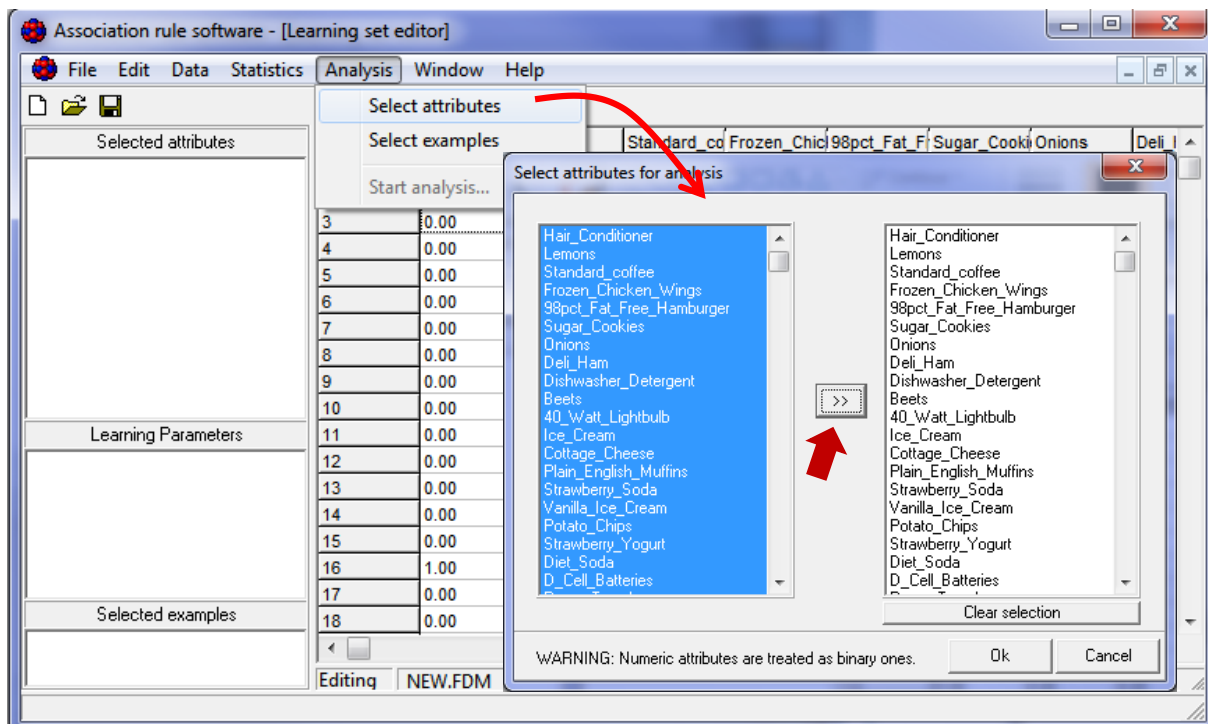 Association rule software - [Learning set editor]
File Edit Data Statistics Analysis Window Help
Select attributes
Select examples
Start analysis...
Selected attributes
Learning Parameters
Selected examples
Standard_co Frozen_Chicl 98pct_Fat_F Sugar_Cooki Onions Deli_
3 0.00
4 0.00
5 0.00
6 0.00
7 0.00
8 0.00
9 0.00
10 0.00
11 0.00
12 0.00
13 0.00
14 0.00
15 0.00
16 1.00
17 0.00
18 0.00
Editing NEW.FDM
Select attributes for analysis
Hair_Conditioner
Lemons
Standard_coffee
Frozen_Chicken_Wings
98pct_Fat_Free_Hamburger
Sugar_Cookies
Onions
Deli_Ham
Dishwasher_Detergent
Beets
40_Watt_Lightbulb
Ice_Cream
Cottage_Cheese
Plain_English_Muffins
Strawberry_Soda
Vanilla_Ice_Cream
Potato_Chips
Strawberry_Yogurt
Diet_Soda
D_Cell_Batteries
>>
Hair_Conditioner
Lemons
Standard_coffee
Frozen_Chicken_Wings
98pct_Fat_Free_Hamburger
Sugar_Cookies
Onions
Deli_Ham
Dishwasher_Detergent
Beets
40_Watt_Lightbulb
Ice_Cream
Cottage_Cheese
Plain_English_Muffins
Strawberry_Soda
Vanilla_Ice_Cream
Potato_Chips
Strawberry_Yogurt
Diet_Soda
D_Cell_Batteries
Clear selection
WARNING: Numeric attributes are treated as binary ones.
Ok Cancel